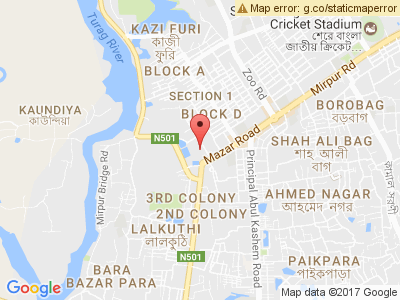 Map error: g.co/staticmaperror
Cricket Stadium
শেরে বাংলা
জাতীয় ক্রিকেট...
KAZI FURI
কাজী
ফুরি
Turag River
Mirpur Rd
BLOCK A
Zoo Rd
SECTION 1
BLOCK D
BOROBAG
বড়বাগ
KAUNDIYA
কাউন্দিয়া
N501
Mazar Road
SHAH ALI BAG
শাহ আলী
বাগ
Mirpur Bridge Rd
Principal Abul Kashem Road
3RD COLONY
2ND COLONY
AHMED NAGAR
আহমেদ নগর
LALKUTHI
লালকুঠি
N501
BARA
BAZAR PARA
PAIKPARA
পাইকপাড়া
Google
Map data ©2017 Google